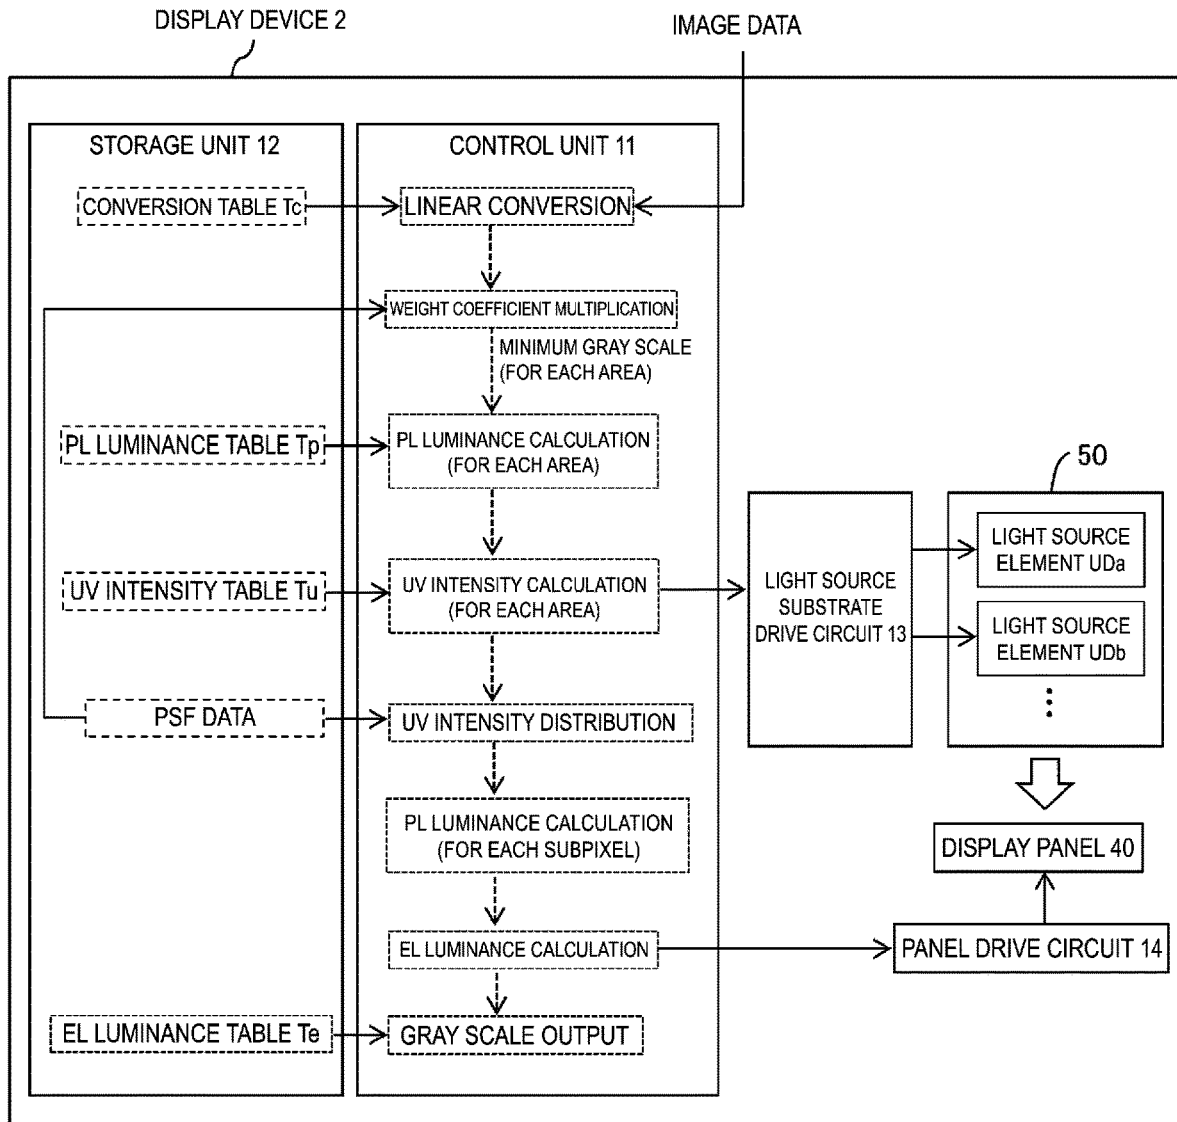 DISPLAY DEVICE 2
IMAGE DATA
STORAGE UNIT 12
CONTROL UNIT 11
CONVERSION TABLE Tc
LINEAR CONVERSION
WEIGHT COEFFICIENT MULTIPLICATION
MINIMUM GRAY SCALE
(FOR EACH AREA)
PL LUMINANCE TABLE Tp
PL LUMINANCE CALCULATION
(FOR EACH AREA)
UV INTENSITY TABLE Tu
UV INTENSITY CALCULATION
(FOR EACH AREA)
LIGHT SOURCE
SUBSTRATE
DRIVE CIRCUIT 13
50
LIGHT SOURCE
ELEMENT UDa
LIGHT SOURCE
ELEMENT UDb
PSF DATA
UV INTENSITY DISTRIBUTION
PL LUMINANCE CALCULATION
(FOR EACH SUBPIXEL)
DISPLAY PANEL 40
EL LUMINANCE CALCULATION
PANEL DRIVE CIRCUIT 14
EL LUMINANCE TABLE Te
GRAY SCALE OUTPUT